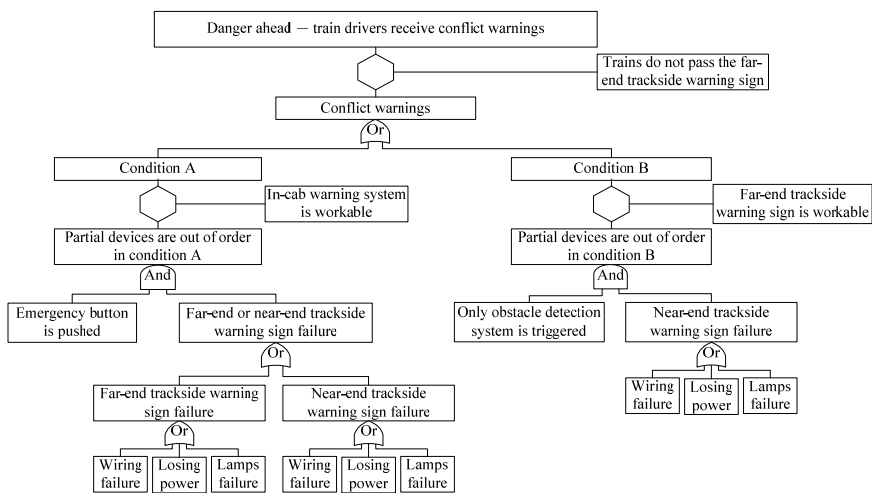 Danger ahead — train drivers receive conflict warnings
Trains do not pass the far-
end trackside warning sign
Conflict warnings
Or
Condition A
Condition B
In-cab warning system
is workable
Far-end trackside
warning sign is workable
Partial devices are out of order
in condition A
Partial devices are out of order
in condition B
And
And
Emergency button
is pushed
Far-end or near-end trackside
warning sign failure
Only obstacle detection
system is triggered
Near-end trackside
warning sign failure
Or
Or
Far-end trackside warning
sign failure
Near-end trackside
warning sign failure
Wiring
failure
Losing
power
Lamps
failure
Or
Or
Wiring
failure
Losing
power
Lamps
failure
Wiring
failure
Losing
power
Lamps
failure